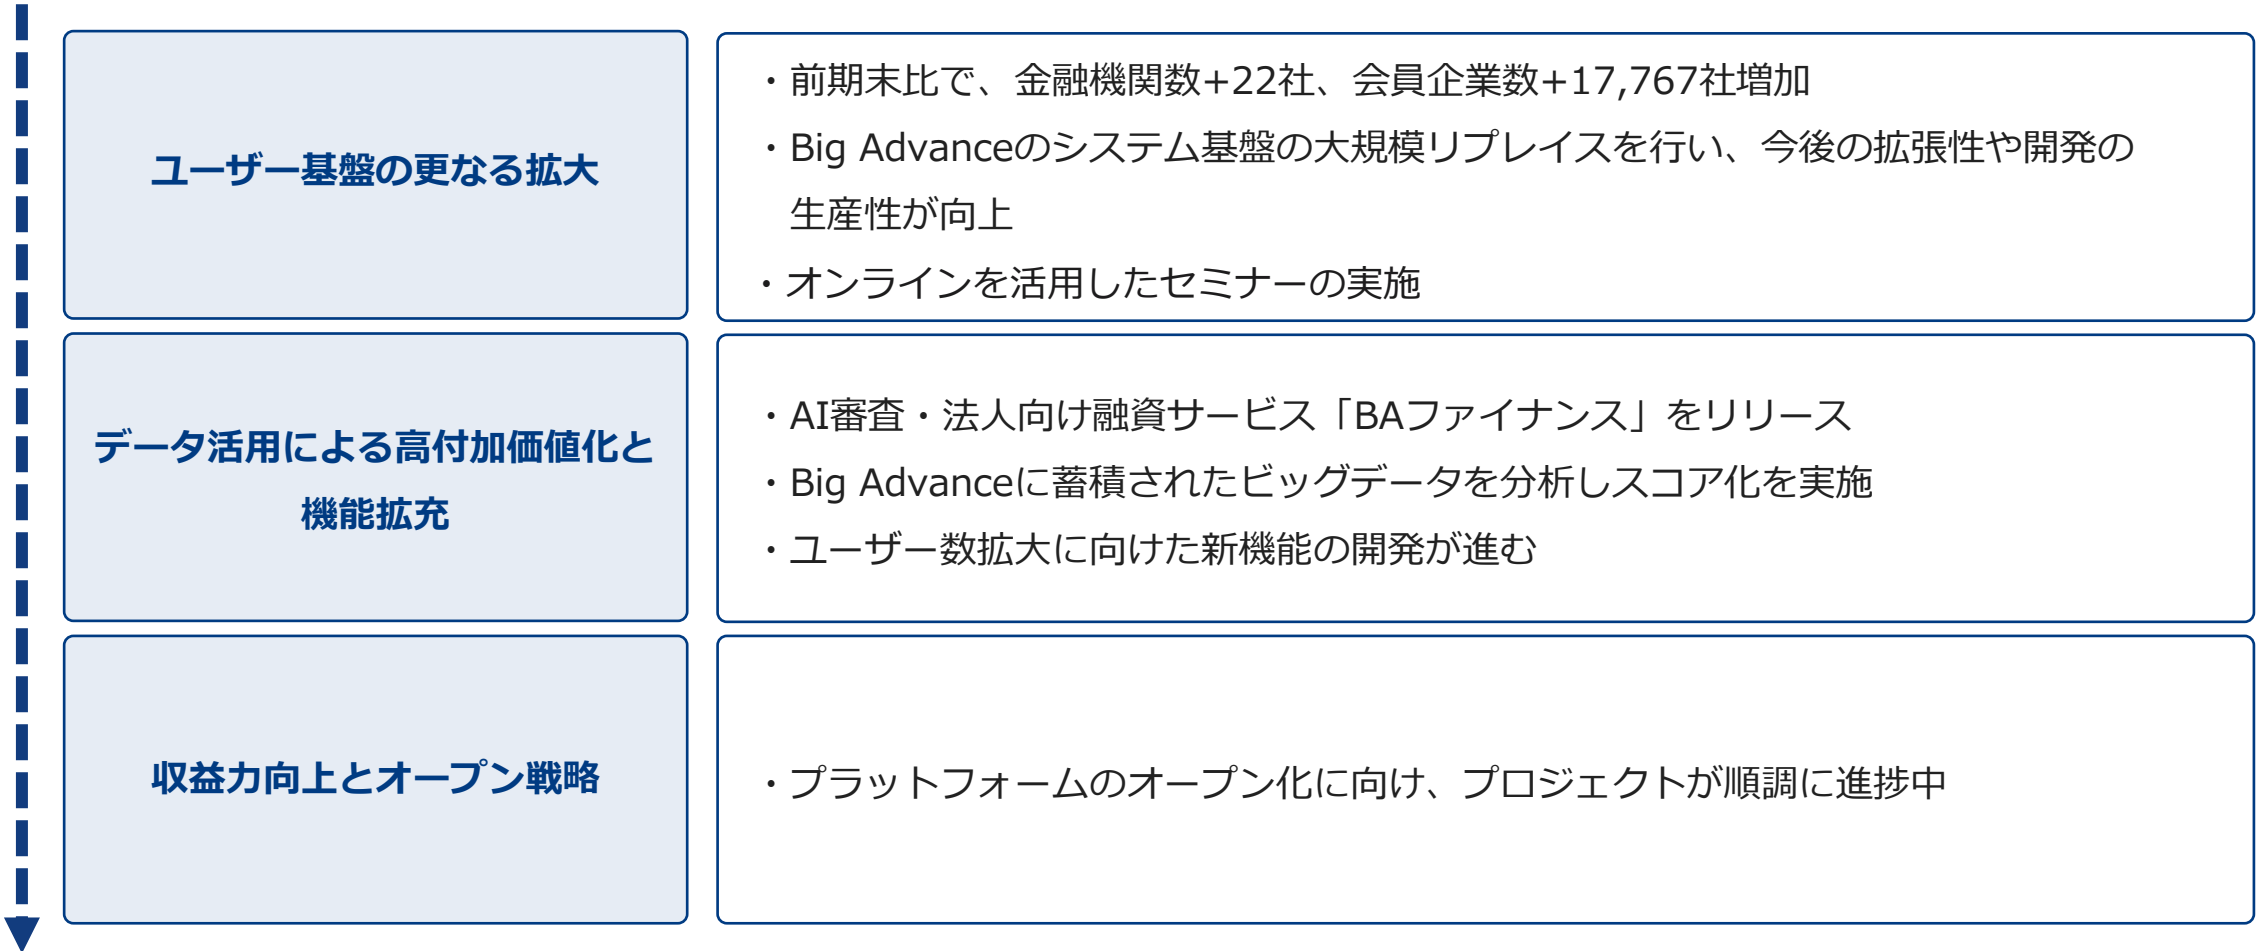 ユーザー基盤の更なる拡大
・前期末比で、金融機関数+22社、会員企業数+17,767社増加
・Big Advanceのシステム基盤の大規模リプレイスを行い、今後の拡張性や開発の
生産性が向上
・オンラインを活用したセミナーの実施
データ活用による高付加価値化と
機能拡充
・AI審査・法人向け融資サービス「BAファイナンス」をリリース
・Big Advanceに蓄積されたビッグデータを分析しスコア化を実施
・ユーザー数拡大に向けた新機能の開発が進む
収益力向上とオープン戦略
・プラットフォームのオープン化に向け、プロジェクトが順調に進捗中